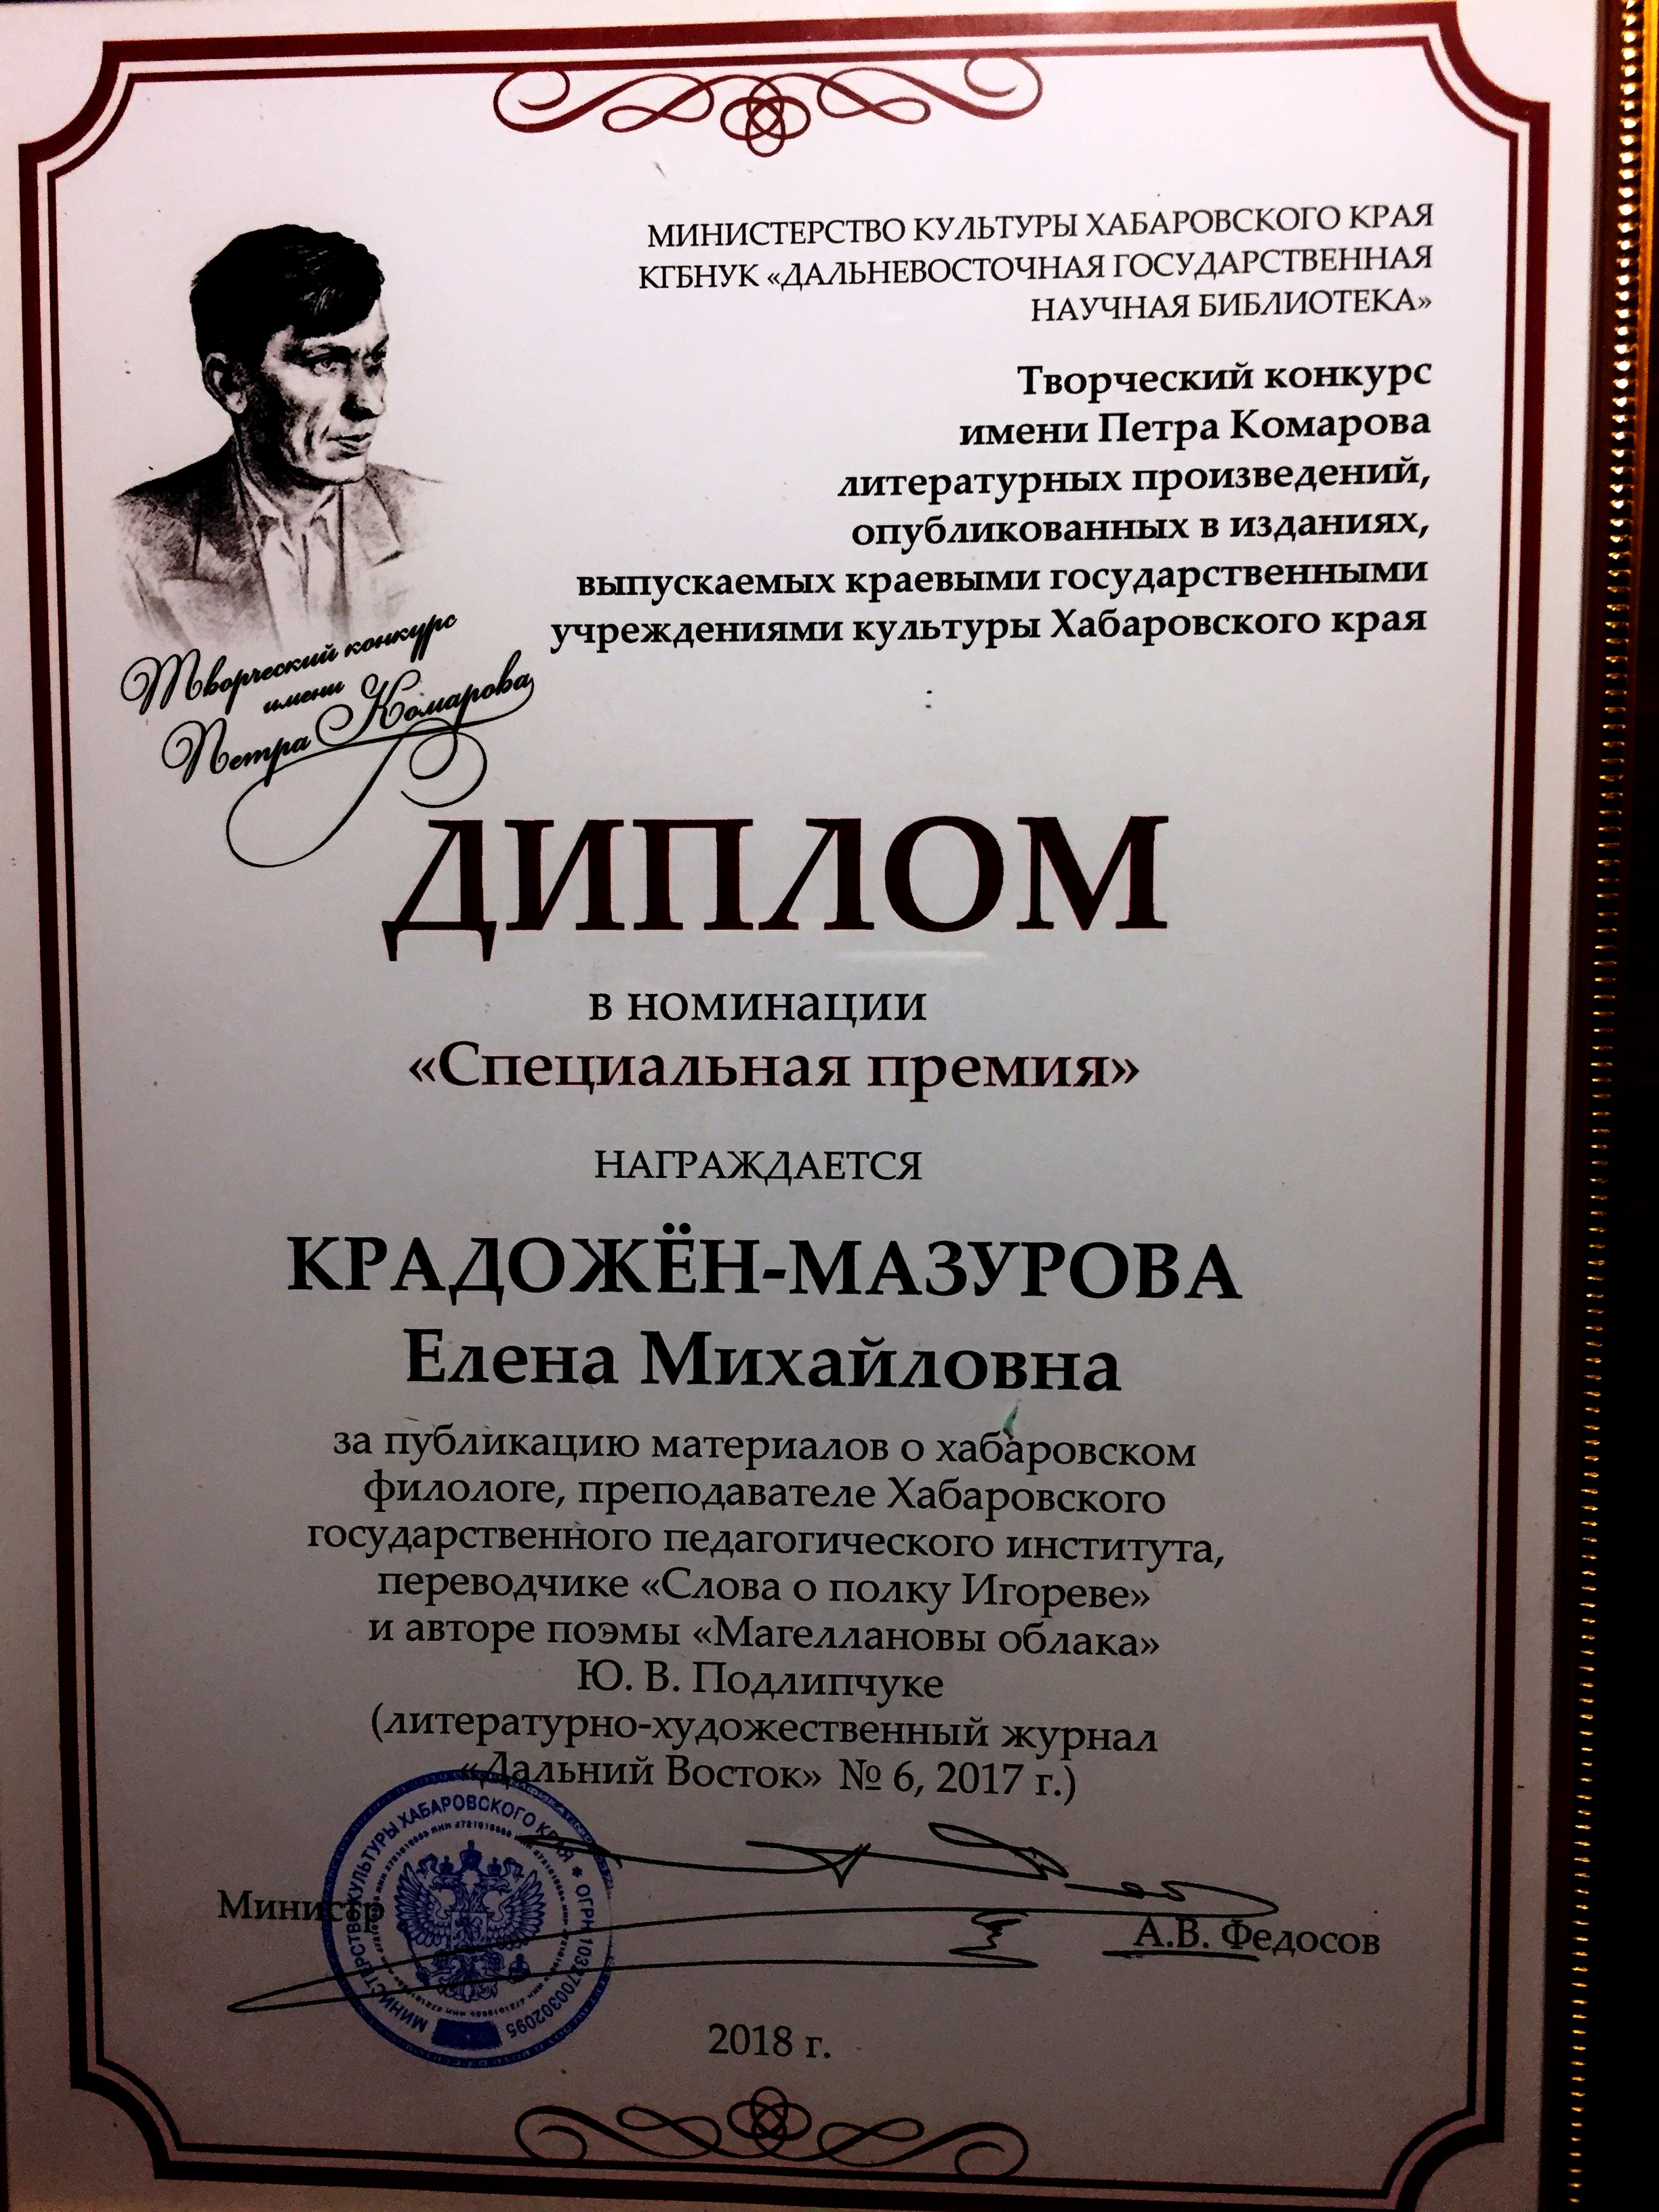 МИНИСТЕРСТВО КУЛЬТУРЫ ХАБАРОВСКОГО КРАЯ
КГБНУК «ДАЛЬНЕВОСТОЧНАЯ ГОСУДАРСТВЕННАЯ
НАУЧНАЯ БИБЛИОТЕКА»
Творческий конкурс
имени Петра Комарова
литературных произведений,
опубликованных в изданиях,
выпускаемых краевыми государственными
учреждениями культуры Хабаровского края
Творческий конкурс
имени
Петра Комарова
ДИПЛОМ
в номинации
«Специальная премия»
НАГРАЖДАЕТСЯ
КРАДОЖЁН-МАЗУРОВА
Елена Михайловна
за публикацию материалов о хабаровском
филологе, преподавателе Хабаровского
государственного педагогического института,
переводчике «Слова о полку Игореве»
и авторе поэмы «Магеллановы облака»
Ю. В. Подлипчуке
(литературно-художественный журнал
«Дальний Восток» № 6, 2017 г.)
МИНИСТЕРСТВО КУЛЬТУРЫ ХАБАРОВСКОГО КРАЯ * ОГРН 1032700302095
Министр
А.В. Федосов
2018 г.